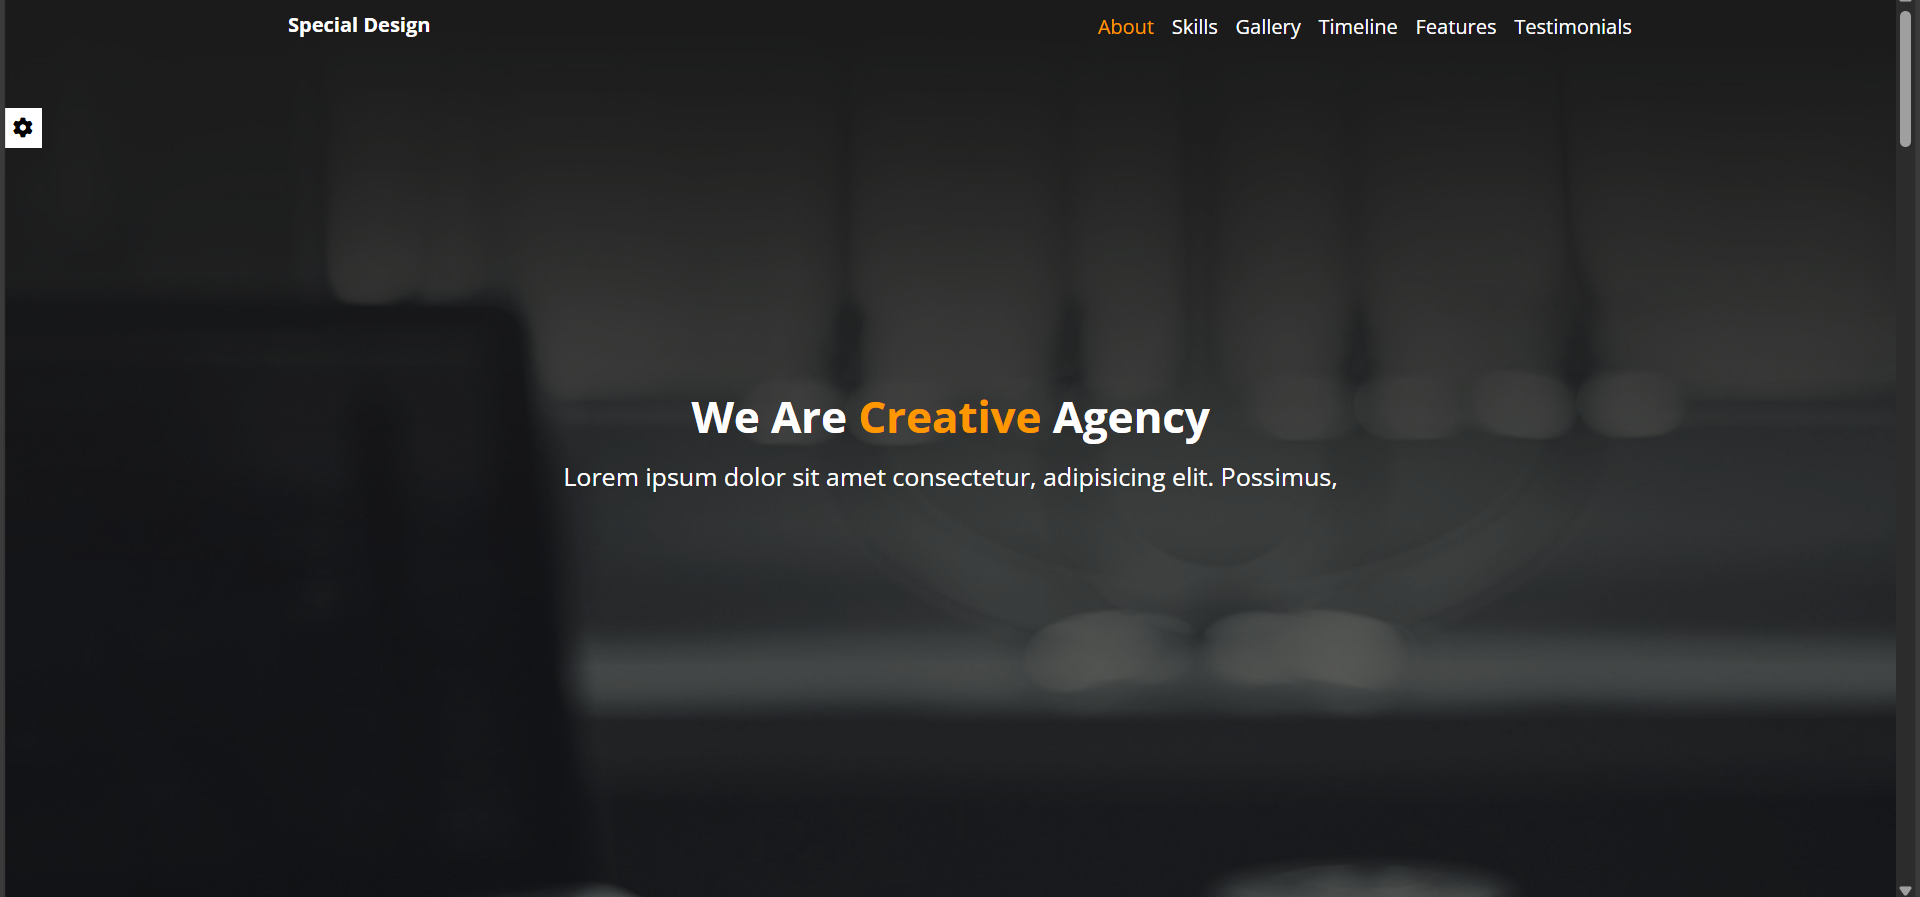 Special Design
About Skills Gallery Timeline Features Testimonials
We Are Creative Agency
Lorem ipsum dolor sit amet consectetur, adipisicing elit. Possimus,